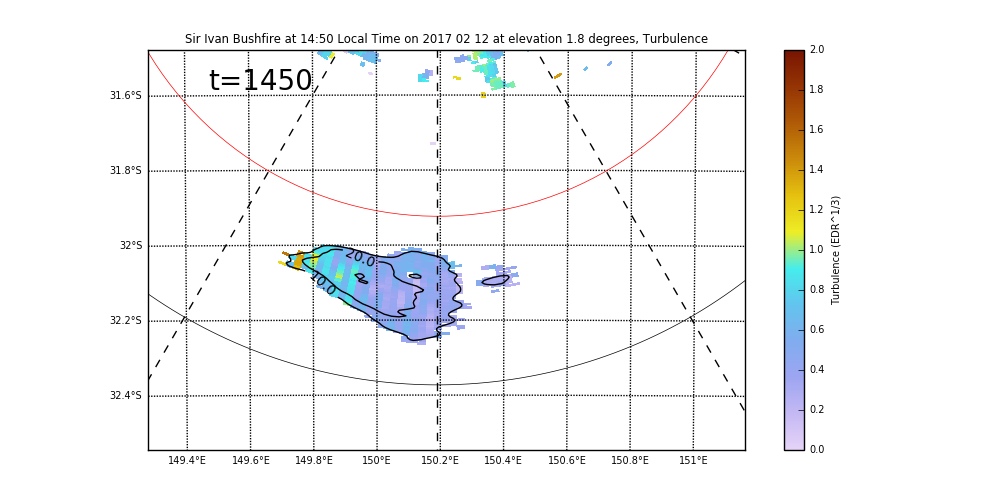 Sir Ivan Bushfire at 14:50 Local Time on 2017 02 12 at elevation 1.8 degrees, Turbulence
t=1450
31.6°S
31.8°S
32°S
32.2°S
32.4°S
20.0
10.0
149.4°E 149.6°E 149.8°E 150°E 150.2°E 150.4°E 150.6°E 150.8°E 151°E
2.0
1.8
1.6
1.4
1.2
1.0
0.8
0.6
0.4
0.2
0.0
Turbulence (EDR^1/3)